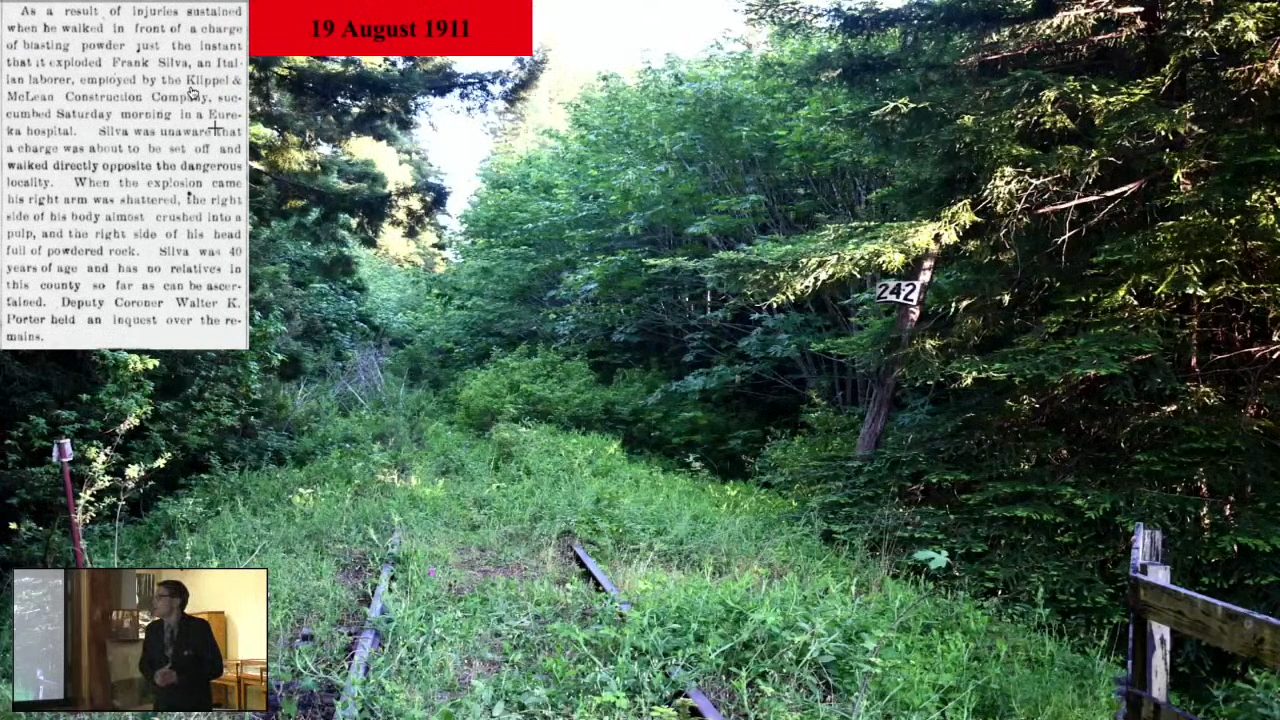 As a result of injuries sustained
when he walked in front of a charge
of blasting powder just the instant
that it exploded Frank Silva, an Ital-
ian laborer, employed by the Klippel &
McLean Construction Company, suc-
cumbed Saturday morning in a Eure-
ka hospital. Silva was unaware that
a charge was about to be set off and
walked directly opposite the dangerous
locality. When the explosion came
his right arm was shattered, the right
side of his body almost crushed into a
pulp, and the right side of his head
full of powdered rock. Silva was 40
years of age and has no relatives in
this county so far as can be ascer-
tained. Deputy Coroner Walter K.
Porter held an inquest over the re-
mains.
19 August 1911
242